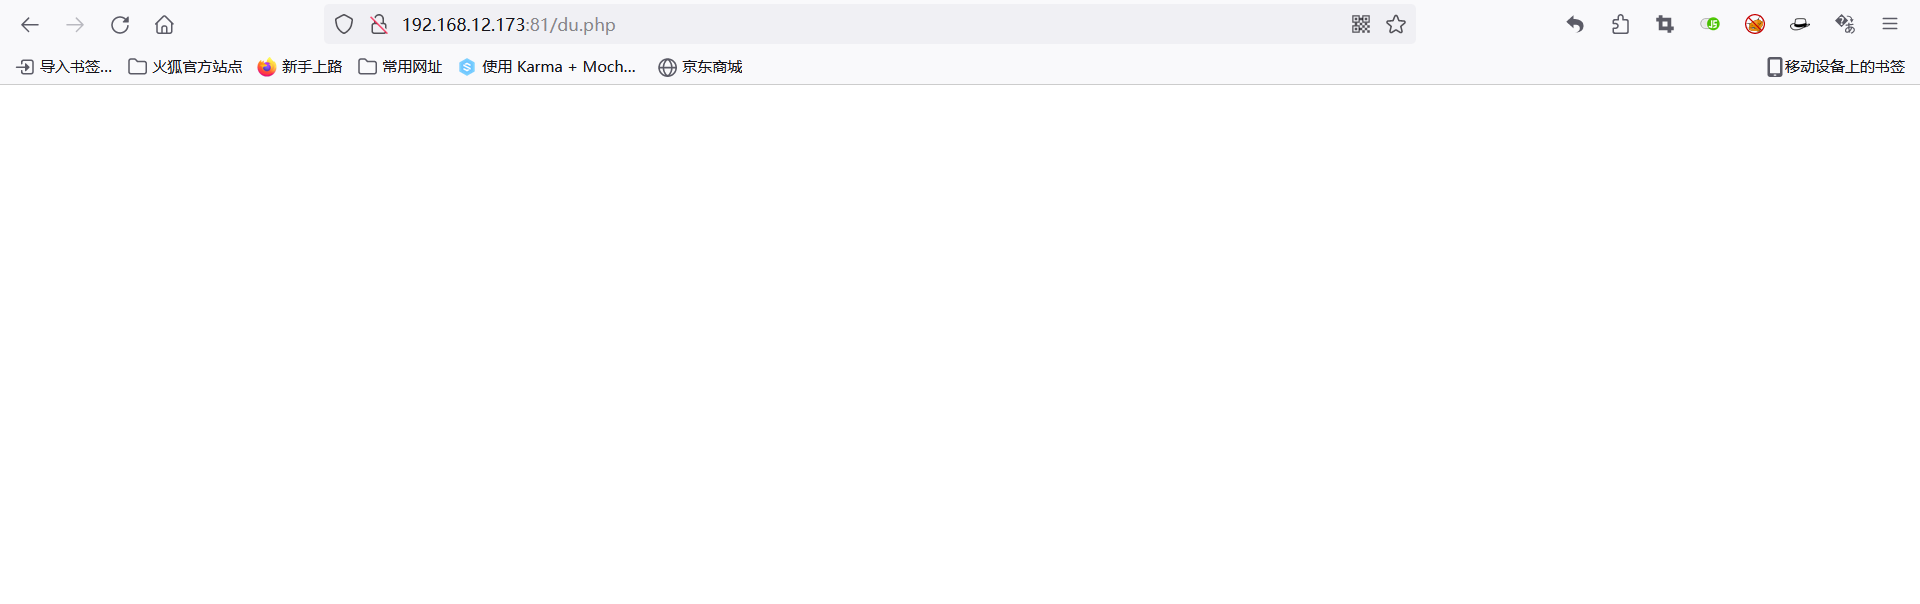 192.168.12.173:81/du.php
导入书签... 火狐官方站点 新手上路 常用网址 使用 Karma + Moch... 京东商城 移动设备上的书签